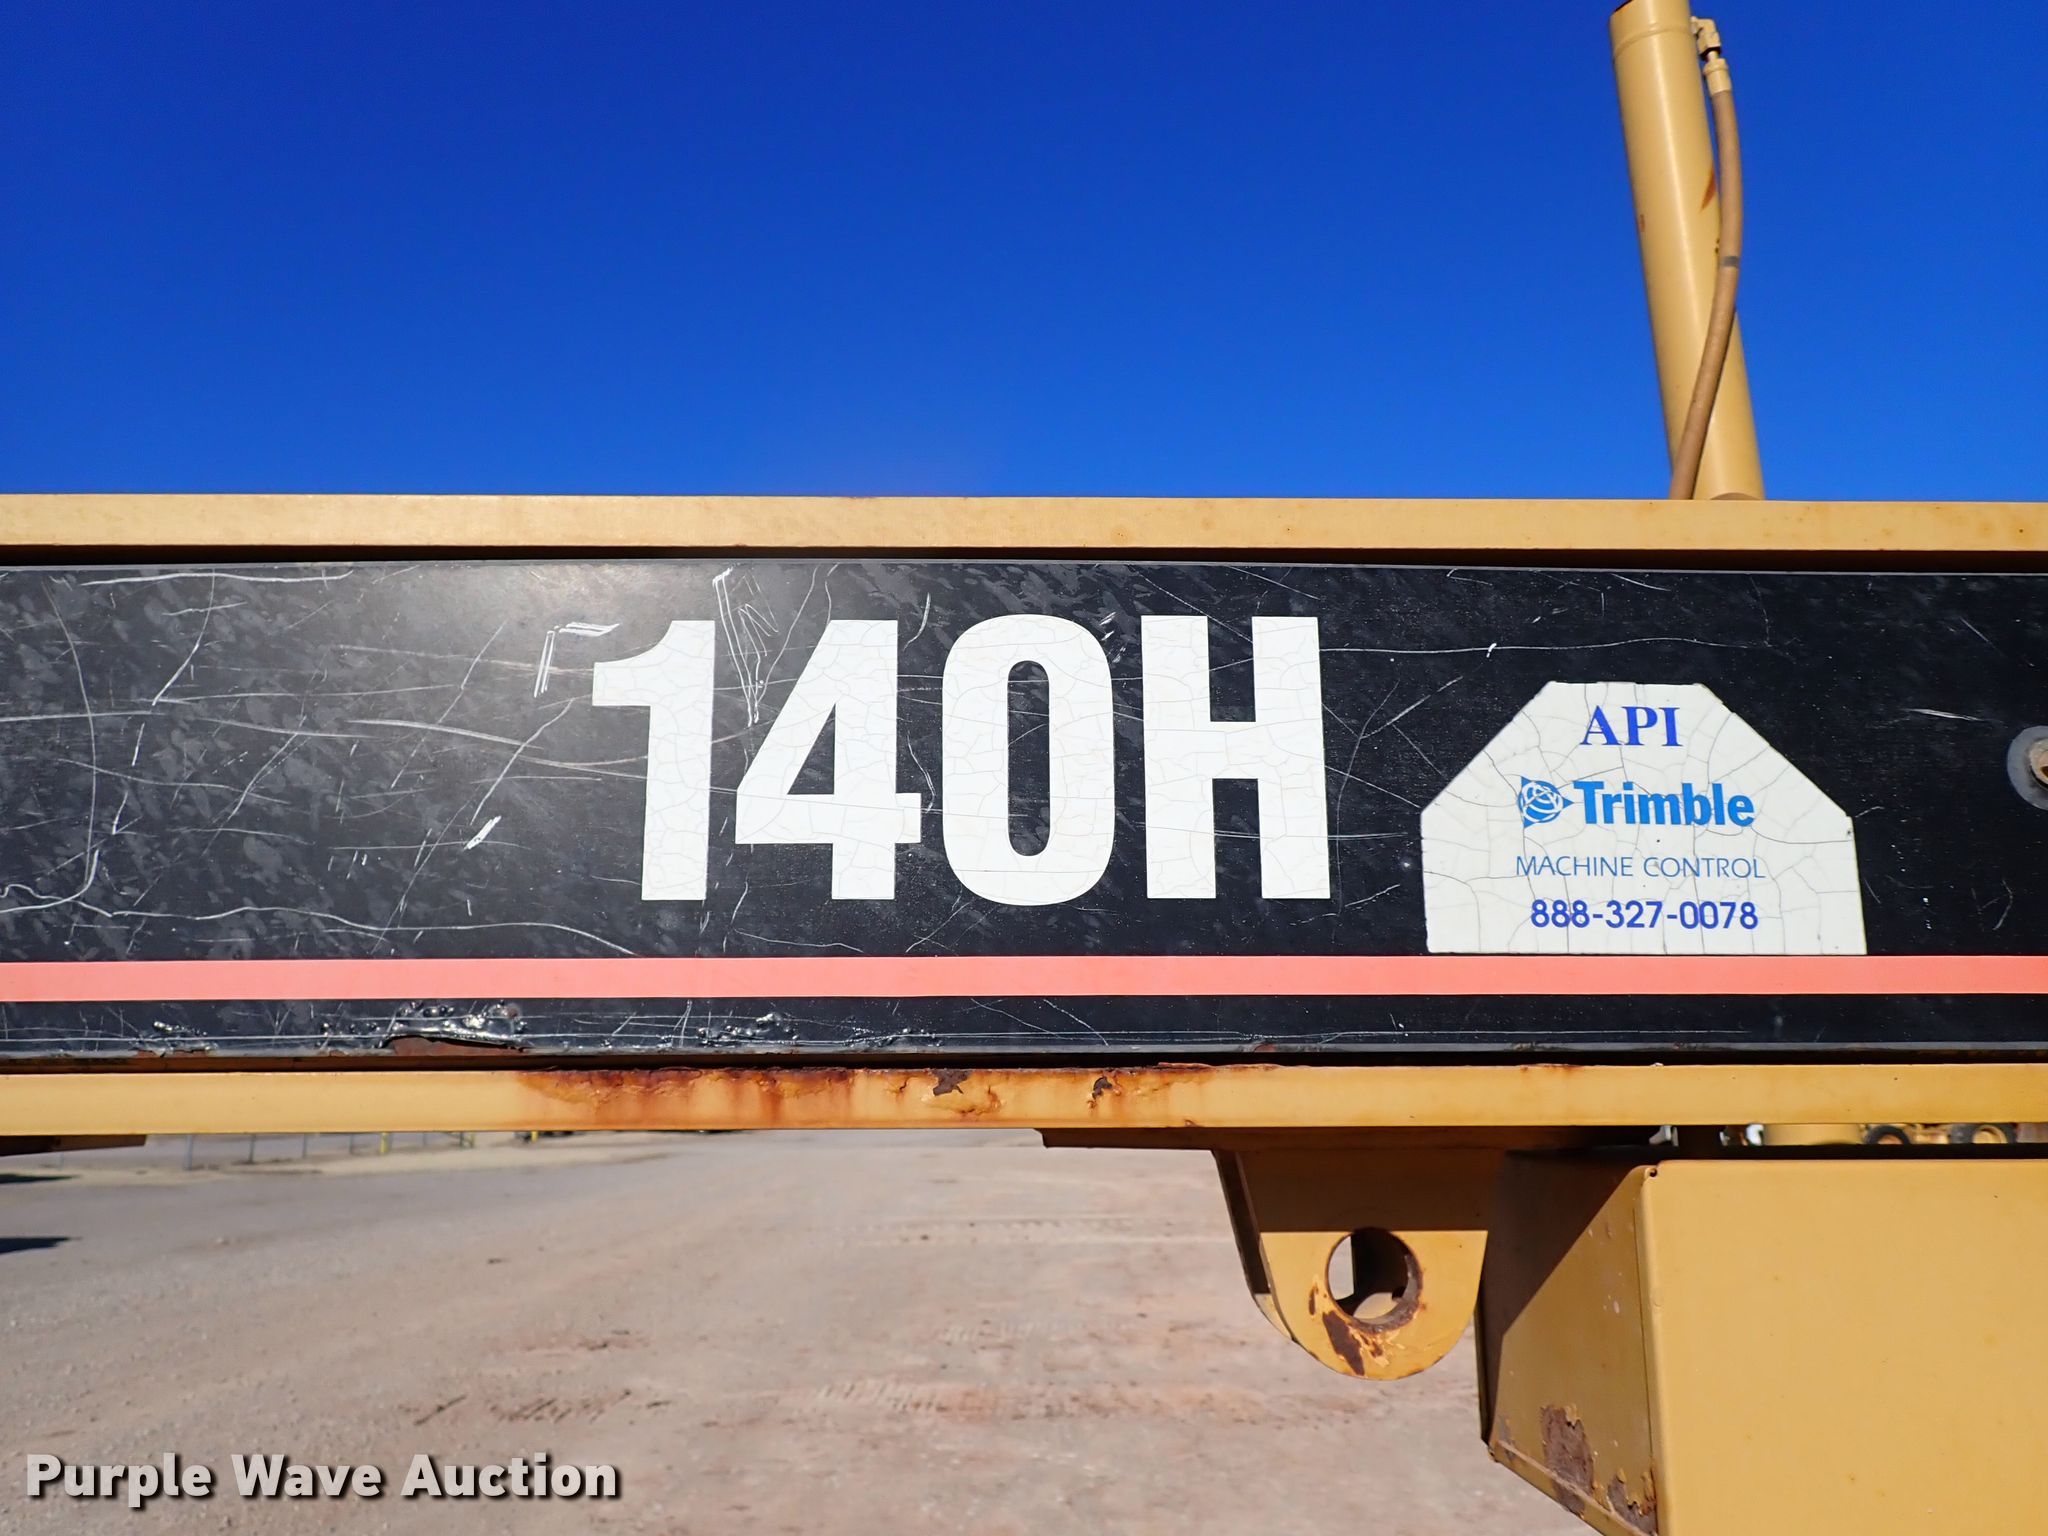 140H
API
Trimble
MACHINE CONTROL
888-327-0078
Purple Wave Auction